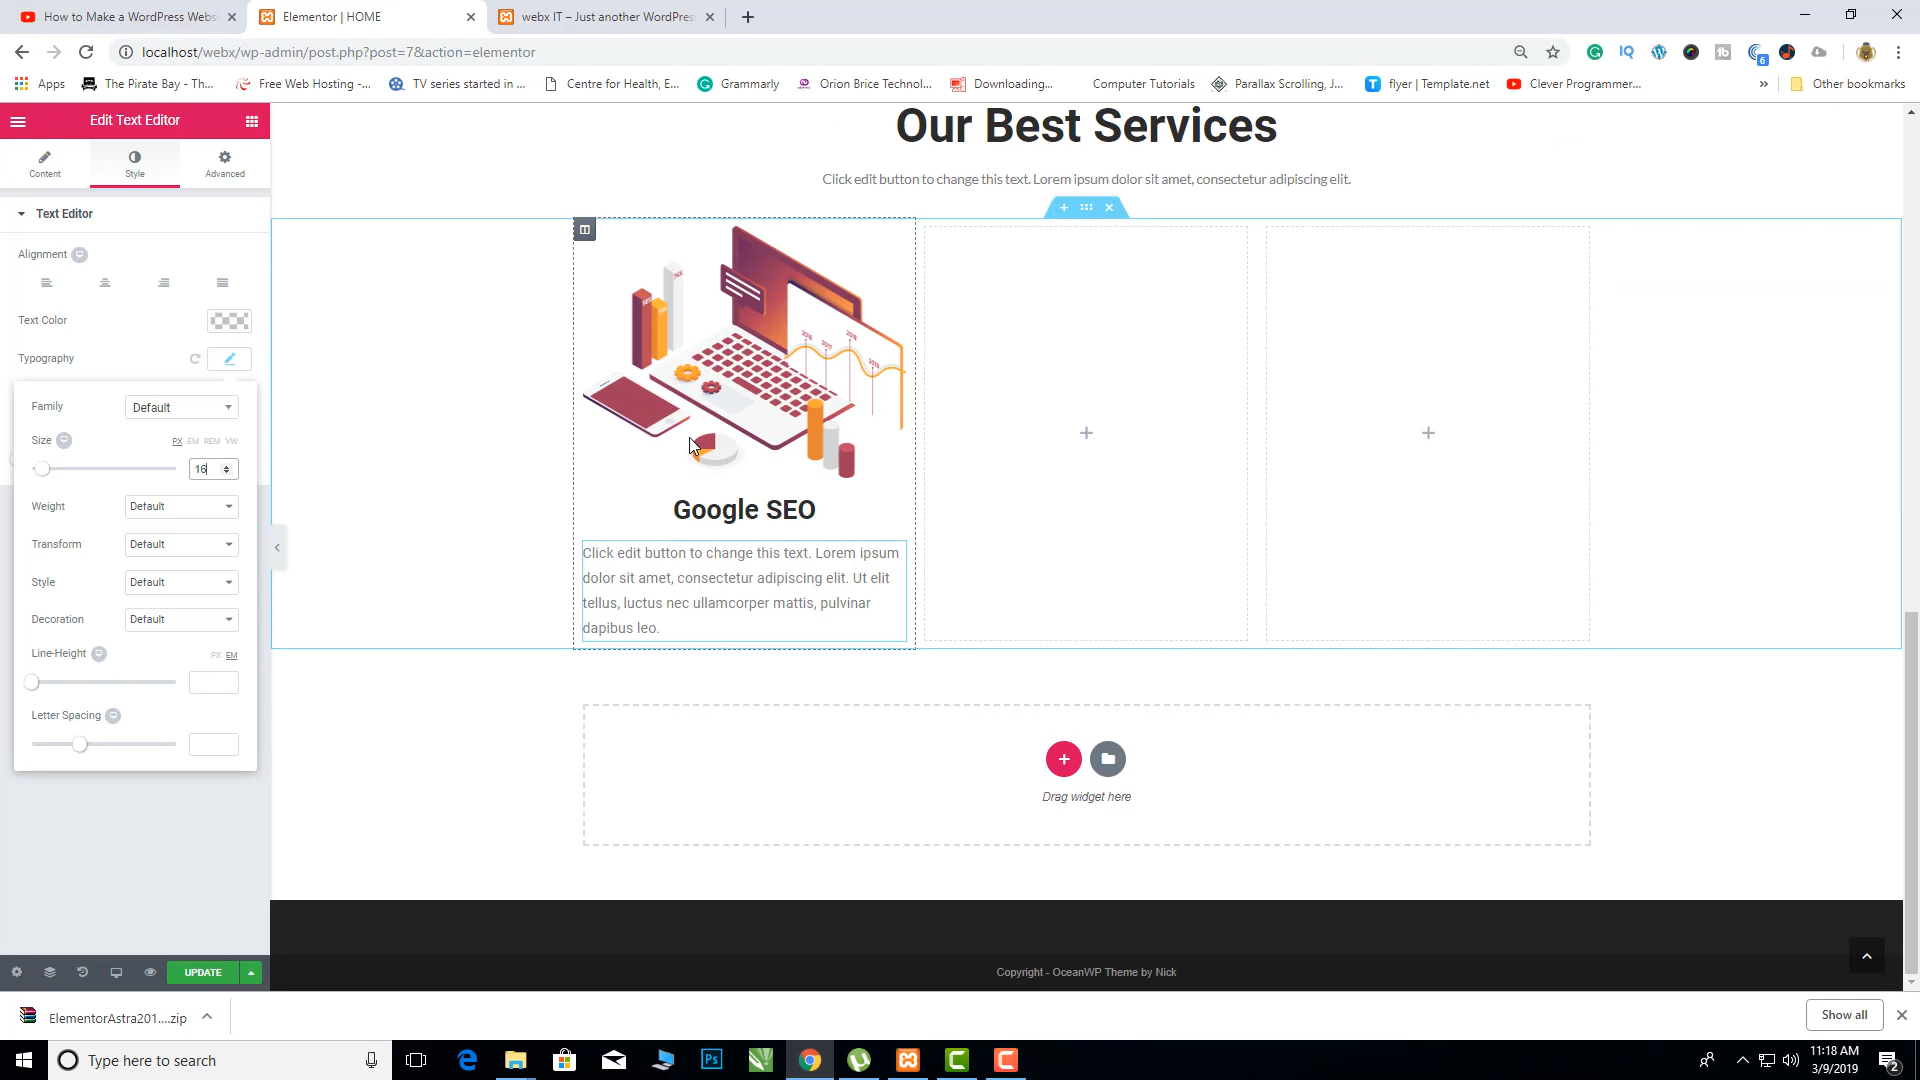 How to Make a WordPress Websi
Elementor | HOME
webx IT – Just another WordPres
localhost/webx/wp-admin/post.php?post=7&action=elementor
Apps
The Pirate Bay - Th...
Free Web Hosting -...
TV series started in ...
Centre for Health, E...
Grammarly
Orion Brice Technol...
Downloading...
Computer Tutorials
Parallax Scrolling, J...
flyer | Template.net
Clever Programmer...
Other bookmarks
Edit Text Editor
Content
Style
Advanced
Text Editor
Alignment
Text Color
Typography
Family
Default
Size
PX EM REM VW
16
Weight
Default
Transform
Default
Style
Default
Decoration
Default
Line-Height
PX EM
Letter Spacing
UPDATE
Our Best Services
Click edit button to change this text. Lorem ipsum dolor sit amet, consectetur adipiscing elit.
Google SEO
Click edit button to change this text. Lorem ipsum
dolor sit amet, consectetur adipiscing elit. Ut elit
tellus, luctus nec ullamcorper mattis, pulvinar
dapibus leo.
Drag widget here
Copyright - OceanWP Theme by Nick
ElementorAstra201....zip
Show all
Type here to search
11:18 AM
3/9/2019